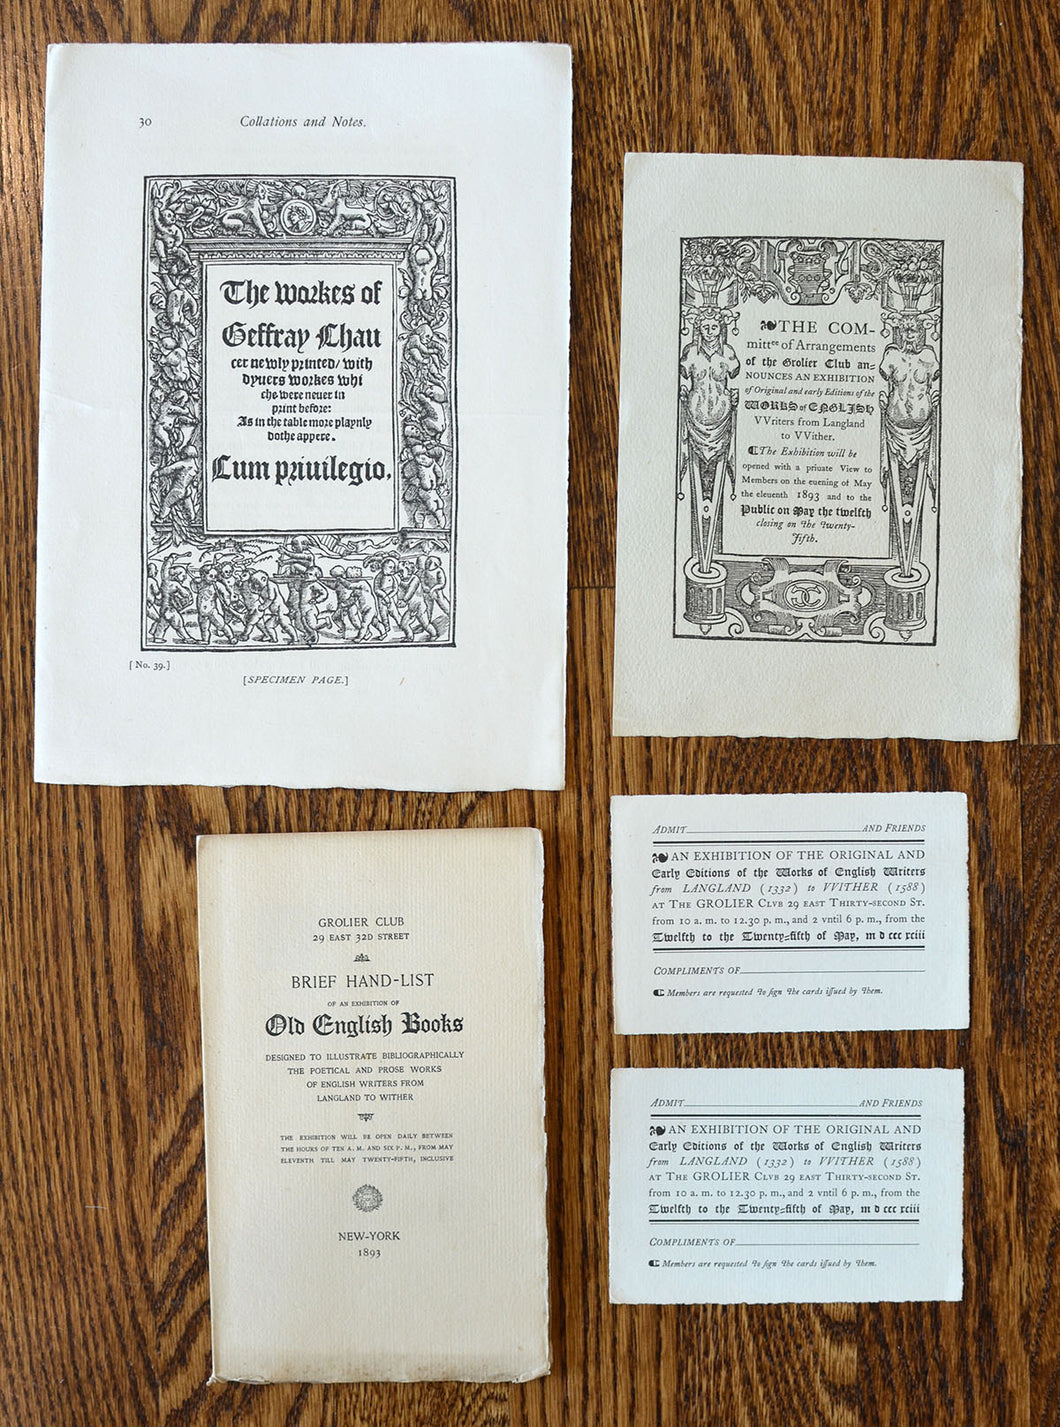 30 Collations and Notes.
The workes of
Geffray Chau
cer newly printed/ with
dyuers workes whi
che were neuer in
print before:
As in the table more playnly
dothe appere.
Cum priuilegio.
[ No. 39.]
[SPECIMEN PAGE.]
THE COM-
mittee of Arrangements
of the Grolier Club an=
NOUNCES AN EXHIBITION
of Original and early Editions of the
WORKS of ENGLISH
VVriters from Langland
to VVither.
The Exhibition will be
opened with a private View to
Members on the euening of May
the eleuenth 1893 and to the
Public on May the twelfth
closing on the Twenty-
fifth.
GROLIER CLUB
29 EAST 32D STREET
BRIEF HAND-LIST
OF AN EXHIBITION OF
Old English Books
DESIGNED TO ILLUSTRATE BIBLIOGRAPHICALLY
THE POETICAL AND PROSE WORKS
OF ENGLISH WRITERS FROM
LANGLAND TO WITHER
THE EXHIBITION WILL BE OPEN DAILY BETWEEN
THE HOURS OF TEN A. M. AND SIX P. M., FROM MAY
ELEVENTH TILL MAY TWENTY-FIFTH, INCLUSIVE
NEW-YORK
1893
ADMIT AND FRIENDS
AN EXHIBITION OF THE ORIGINAL AND
Early Editions of the Works of English Writers
from LANGLAND (1332) to VVITHER (1588)
AT THE GROLIER CLVB 29 EAST THIRTY-SECOND ST.
from 10 a. m. to 12.30 p. m., and 2 vntil 6 p. m., from the
Twelfth to the Twenty=fifth of May, m d ccc xciii
COMPLIMENTS OF
Members are requested to sign the cards issued by them.
ADMIT AND FRIENDS
AN EXHIBITION OF THE ORIGINAL AND
Early Editions of the Works of English Writers
from LANGLAND (1332) to VVITHER (1588)
AT THE GROLIER CLVB 29 EAST THIRTY-SECOND ST.
from 10 a. m. to 12.30 p. m., and 2 vntil 6 p. m., from the
Twelfth to the Twenty=fifth of May, m d ccc xciii
COMPLIMENTS OF
Members are requested to sign the cards issued by them.